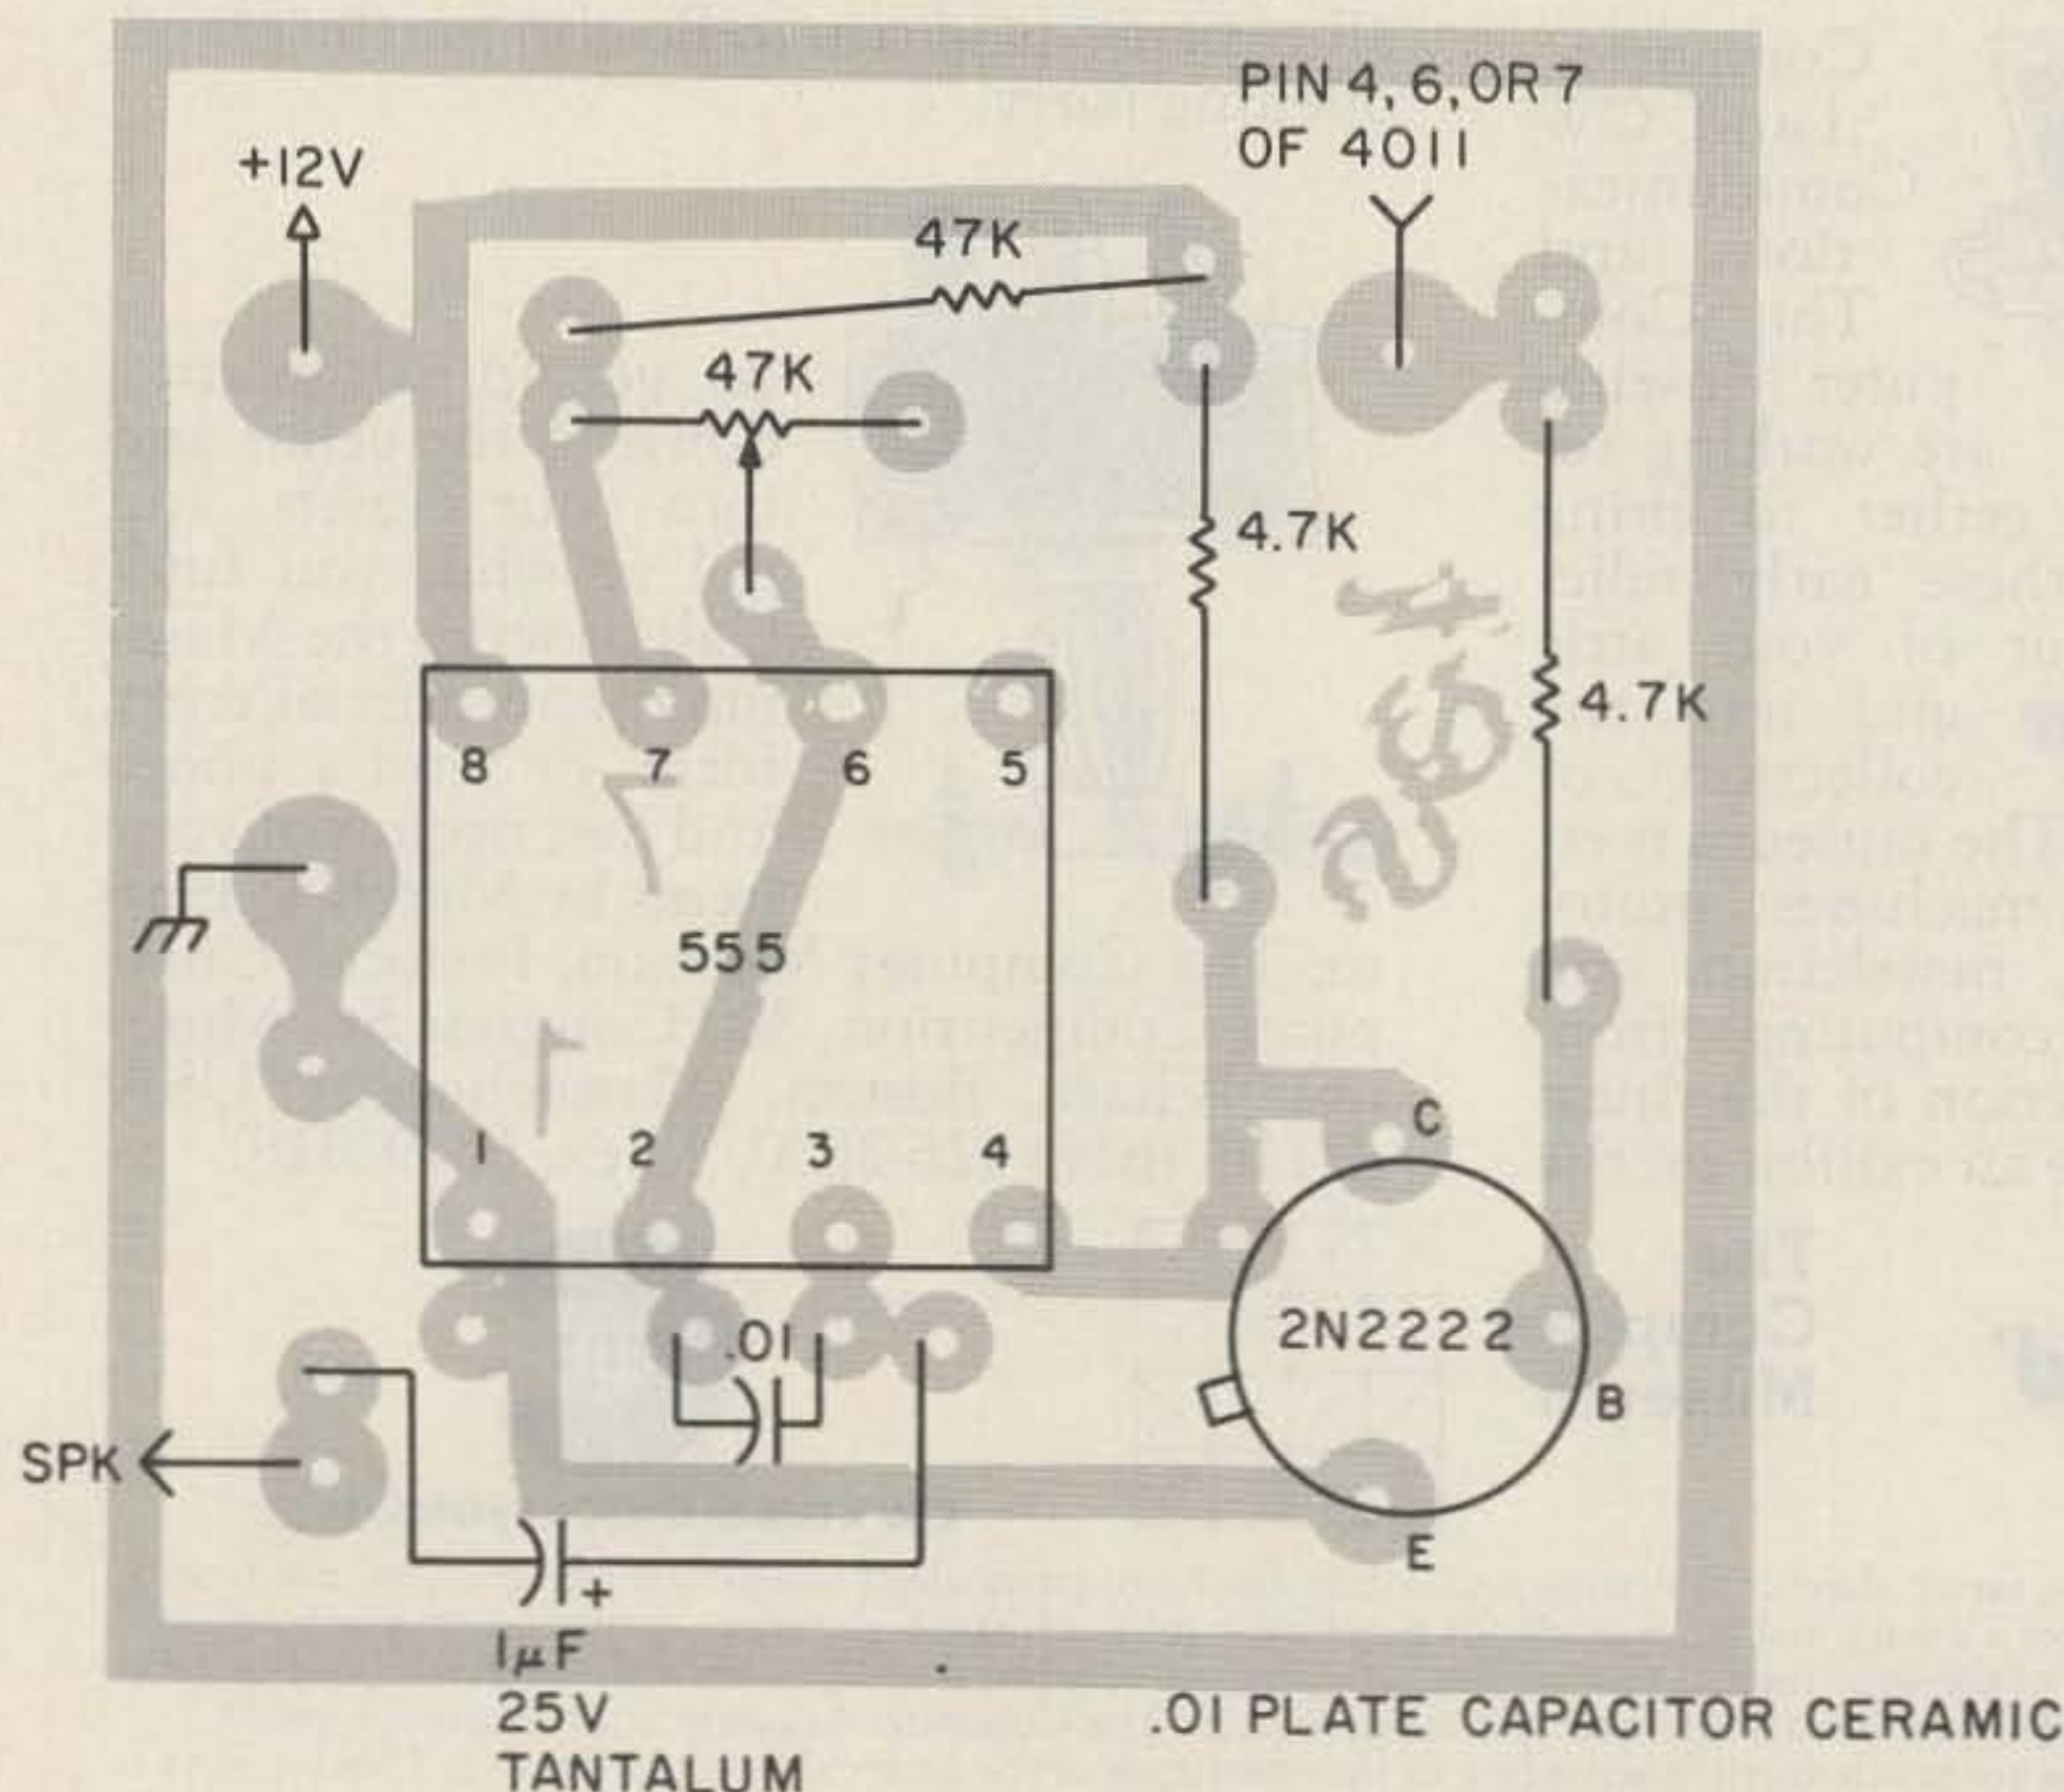 PIN 4, 6, OR 7
OF 4011
+12V
47K
47K
4.7K
4.7K
8 7 6 5
555
1 2 3 4
C
.01
2N2222
B
SPK
E
+
1µF
25V
TANTALUM
.01 PLATE CAPACITOR CERAMIC